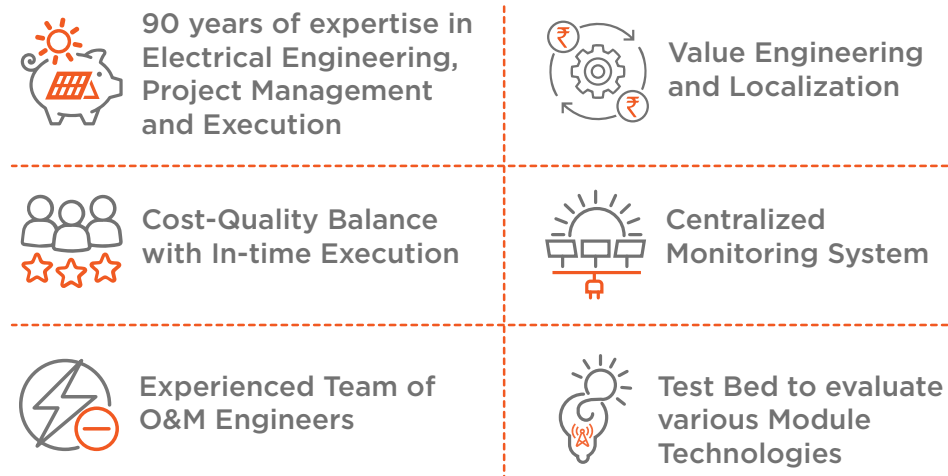 90 years of expertise in
Electrical Engineering,
Project Management
and Execution
₹
₹
Value Engineering
and Localization
Cost-Quality Balance
with In-time Execution
Centralized
Monitoring System
Experienced Team of
O&M Engineers
Test Bed to evaluate
various Module
Technologies